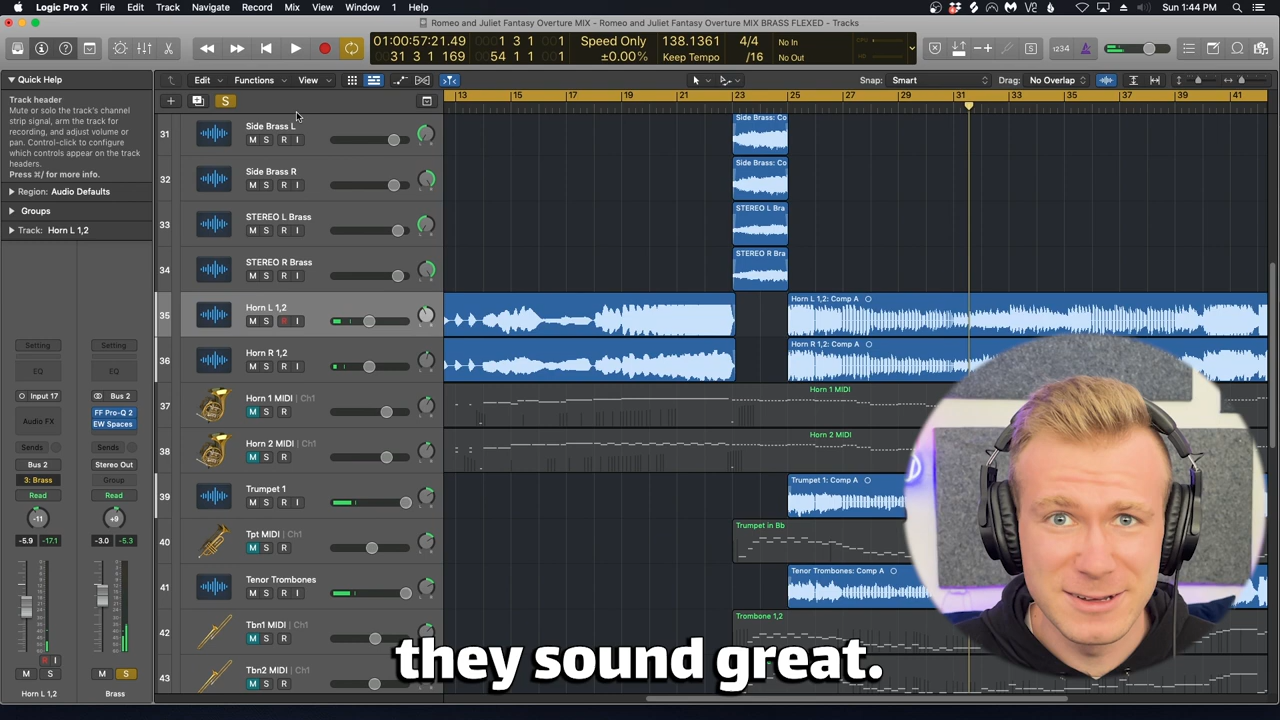 Logic Pro X File Edit Track Navigate Record Mix View Window 1 Help Sun 1:44 PM
Romeo and Juliet Fantasy Overture MIX - Romeo and Juliet Fantasy Overture MIX BRASS FLEXED - Tracks
01:00:57:21.49
31 3 1 169
1 3 1 1
54 1 1 1
Speed Only
±0.00%
138.1361
Keep Tempo
4/4
/16
No In
No Out
CPU
HD
S
1234
Quick Help
Track header
Mute or solo the track's channel
strip signal, arm the track for
recording, and adjust volume or
pan. Control-click to configure
which controls appear on the track
headers.
Press ⌘/ for more info.
Region: Audio Defaults
Groups
Track: Horn L 1,2
Edit Functions View
Snap: Smart
Drag: No Overlap
S
13 15 17 19 21 23 25 27 29 31 33 35 37 39 41
31 Side Brass L
M S R I
32 Side Brass R
M S R I
33 STEREO L Brass
M S R I
34 STEREO R Brass
M S R I
35 Horn L 1,2
M S R I
36 Horn R 1,2
M S R I
37 Horn 1 MIDI | Ch1
M S R
38 Horn 2 MIDI | Ch1
M S R
39 Trumpet 1
M S R I
40 Tpt MIDI | Ch1
M S R
41 Tenor Trombones
M S R I
42 Tbn1 MIDI | Ch1
M S R
43 Tbn2 MIDI | Ch1
M S R
Side Brass: Co
Side Brass: Co
STEREO L Bra
STEREO R Bra
Horn L 1,2: Comp A
Horn R 1,2: Comp A
Horn 1 MIDI
Horn 2 MIDI
Trumpet 1: Comp A
Trumpet in Bb
Tenor Trombones: Comp A
Trombone 1,2
Setting Setting
EQ EQ
Input 17 Bus 2
Audio FX
FF Pro-Q 2
EW Spaces
Sends Sends
Bus 2 Stereo Out
3: Brass Group
Read Read
-11 +9
-5.9 -17.1 -3.0 -5.3
R I
M S M S
Horn L 1,2 Brass
they sound great.